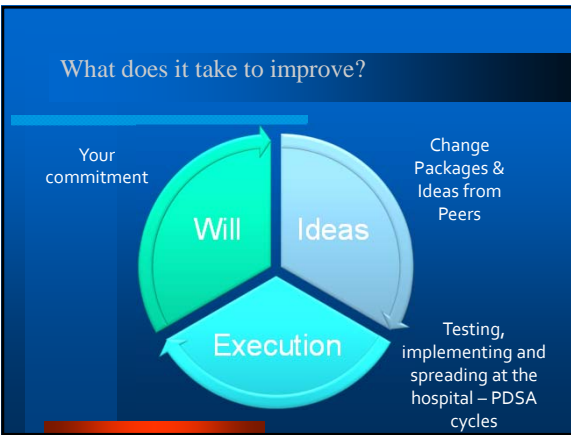 What does it take to improve?
Your
commitment
Will
Ideas
Change
Packages &
Ideas from
Peers
Execution
Testing,
implementing and
spreading at the
hospital – PDSA
cycles